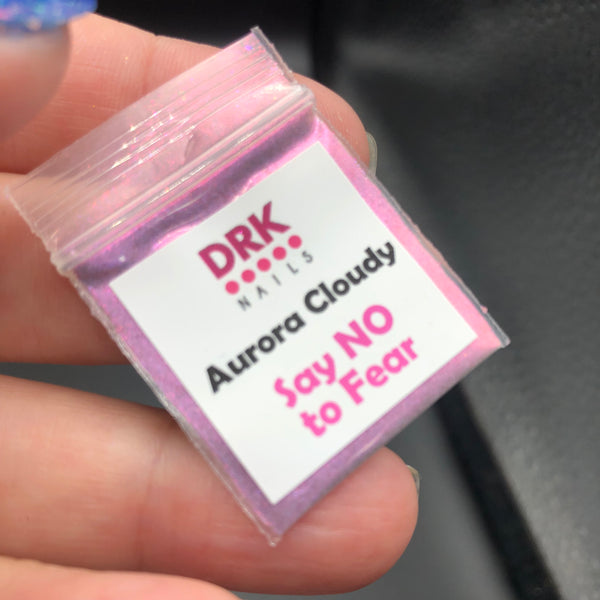 DRK
NAILS
Aurora Cloudy
Say NO
to Fear